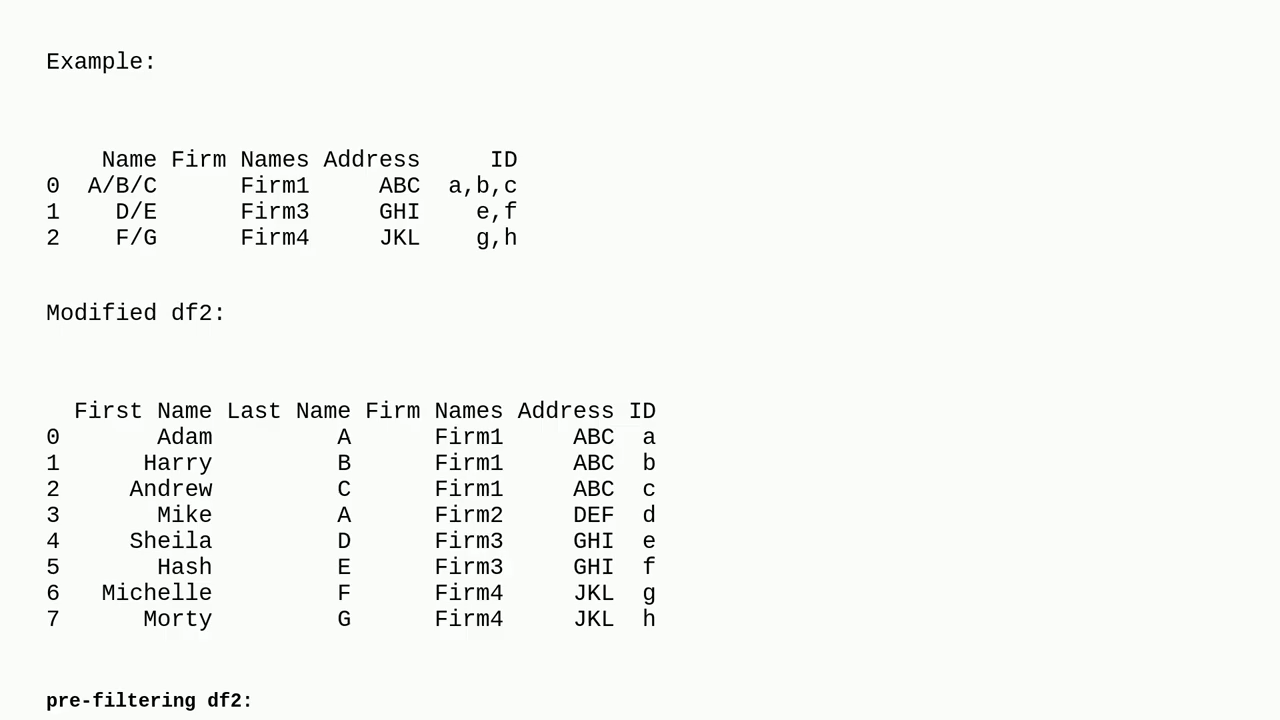 Example:
    Name Firm Names Address     ID
0  A/B/C      Firm1     ABC  a,b,c
1    D/E      Firm3     GHI    e,f
2    F/G      Firm4     JKL    g,h
Modified df2:
  First Name Last Name Firm Names Address ID
0       Adam         A      Firm1     ABC  a
1      Harry         B      Firm1     ABC  b
2     Andrew         C      Firm1     ABC  c
3       Mike         A      Firm2     DEF  d
4     Sheila         D      Firm3     GHI  e
5       Hash         E      Firm3     GHI  f
6   Michelle         F      Firm4     JKL  g
7      Morty         G      Firm4     JKL  h
pre-filtering df2: